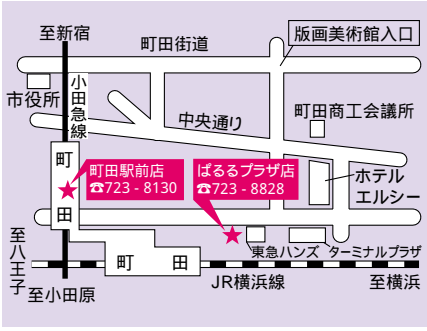 至新宿
町田街道
版画美術館入口
市役所
小田急線
中央通り
町田商工会議所
町田
町田駅前店
☎723-8130
ぱるるプラザ店
☎723-8828
ホテル
エルシー
至八王子
東急ハンズ
ターミナルプラザ
町田
至小田原
JR横浜線
至横浜